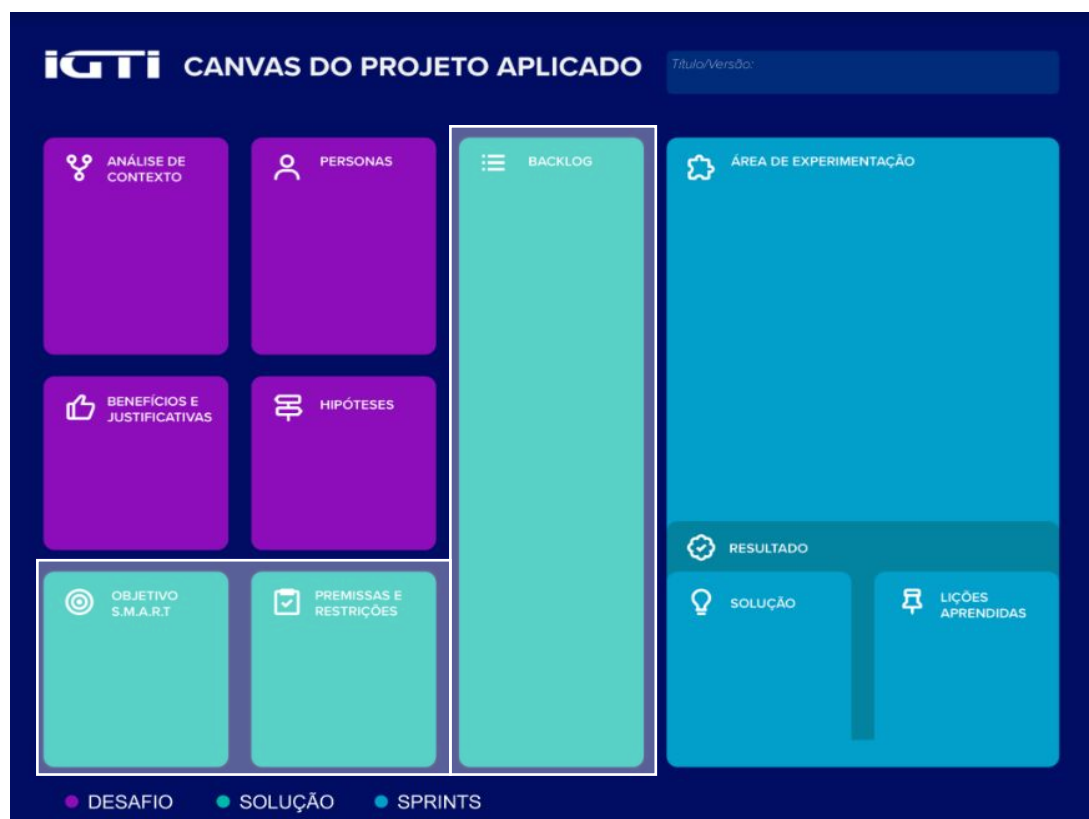 iGTi CANVAS DO PROJETO APLICADO
Título/Versão:
ANÁLISE DE
CONTEXTO
PERSONAS
BACKLOG
ÁREA DE EXPERIMENTAÇÃO
BENEFÍCIOS E
JUSTIFICATIVAS
HIPÓTESES
RESULTADO
OBJETIVO
S.M.A.R.T
PREMISSAS E
RESTRIÇÕES
SOLUÇÃO
LIÇÕES
APRENDIDAS
DESAFIO
SOLUÇÃO
SPRINTS